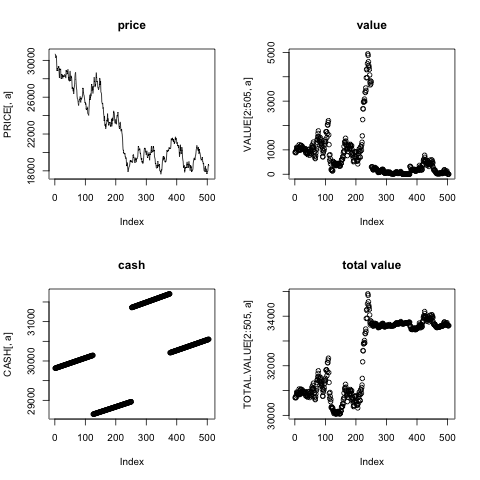 price
PRICE[, a]
18000 22000 26000 30000
0 100 200 300 400 500
Index
value
VALUE[2:505, a]
0 1000 3000 5000
0 100 200 300 400 500
Index
cash
CASH[, a]
29000 30000 31000
0 100 200 300 400 500
Index
total value
TOTAL.VALUE[2:505, a]
30000 32000 34000
0 100 200 300 400 500
Index